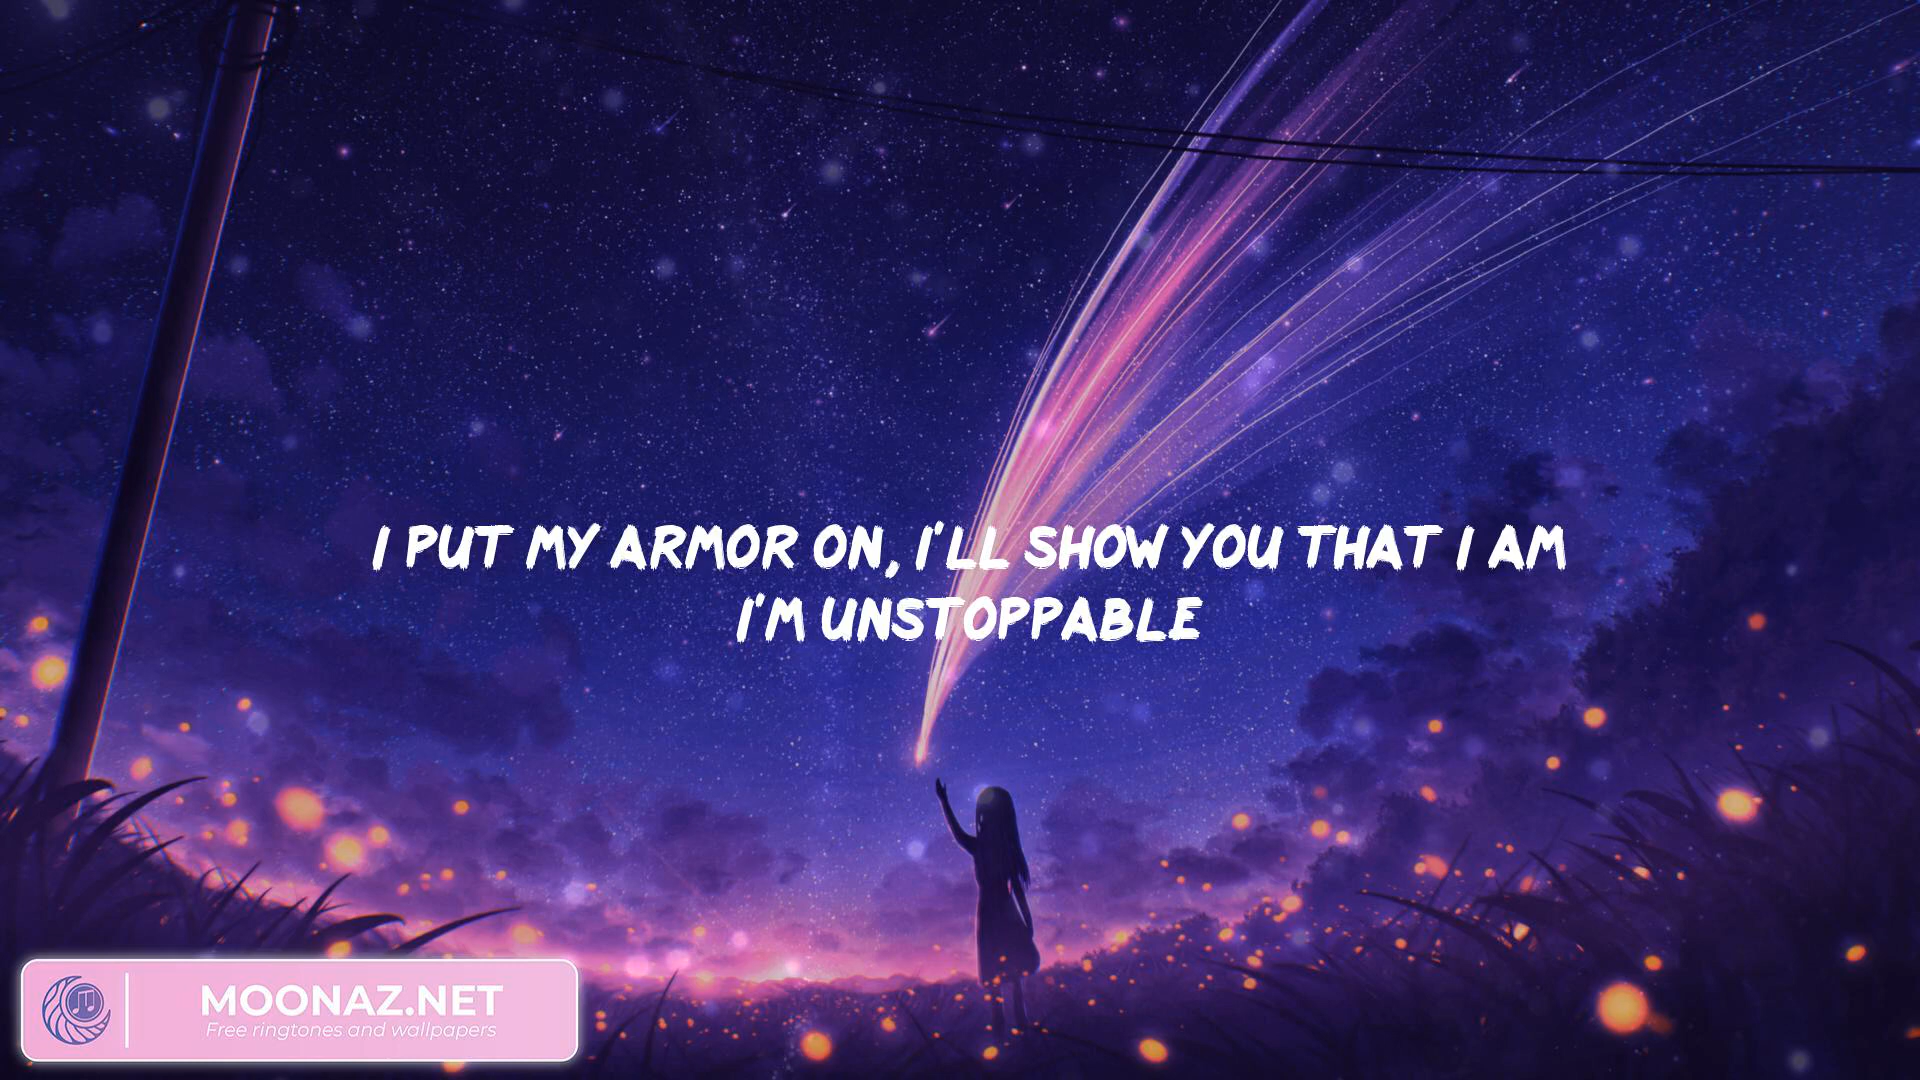 I PUT MY ARMOR ON, I'LL SHOW YOU THAT I AM
I'M UNSTOPPABLE
MOONAZ.NET
Free ringtones and wallpapers